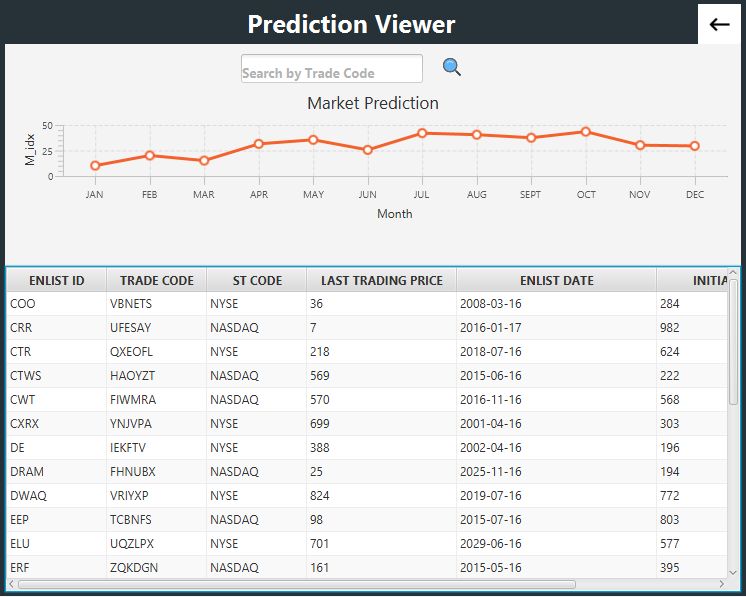 Prediction Viewer
Search by Trade Code
Market Prediction
50
25
0
M_idx
JAN FEB MAR APR MAY JUN JUL AUG SEPT OCT NOV DEC
Month
ENLIST ID TRADE CODE ST CODE LAST TRADING PRICE ENLIST DATE INITIA
COO VBNETS NYSE 36 2008-03-16 284
CRR UFESAY NASDAQ 7 2016-01-17 982
CTR QXEOFL NYSE 218 2018-07-16 624
CTWS HAOYZT NASDAQ 569 2015-06-16 222
CWT FIWMRA NASDAQ 570 2016-11-16 568
CXRX YNJVPA NYSE 699 2001-04-16 303
DE IEKFTV NYSE 388 2002-04-16 196
DRAM FHNUBX NASDAQ 25 2025-11-16 194
DWAQ VRIYXP NYSE 824 2019-07-16 772
EEP TCBNFS NASDAQ 98 2015-07-16 803
ELU UQZLPX NYSE 701 2029-06-16 577
ERF ZQKDGN NASDAQ 161 2015-05-16 395